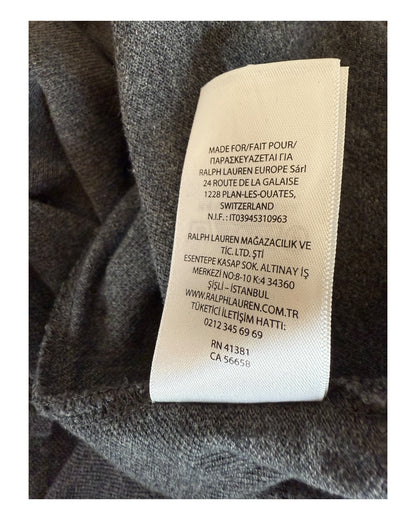 MADE FOR/FAIT POUR/
ΠΑΡΑΣΚΕΥΑΖΕΤΑΙ ΓΙΑ
RALPH LAUREN EUROPE Sárl
24 ROUTE DE LA GALAISE
1228 PLAN-LES-OUATES,
SWITZERLAND
N.I.F.: IT03945310963
RALPH LAUREN MAĞAZACILIK VE
TİC. LTD. ŞTİ
ESENTEPE KASAP SOK. ALTINAY İŞ
MERKEZİ NO:8-10 K:4 34360
ŞİŞLİ - İSTANBUL
WWW.RALPHLAUREN.COM.TR
TÜKETİCİ İLETİŞİM HATTI:
0212 345 69 69
RN 41381
CA 56658